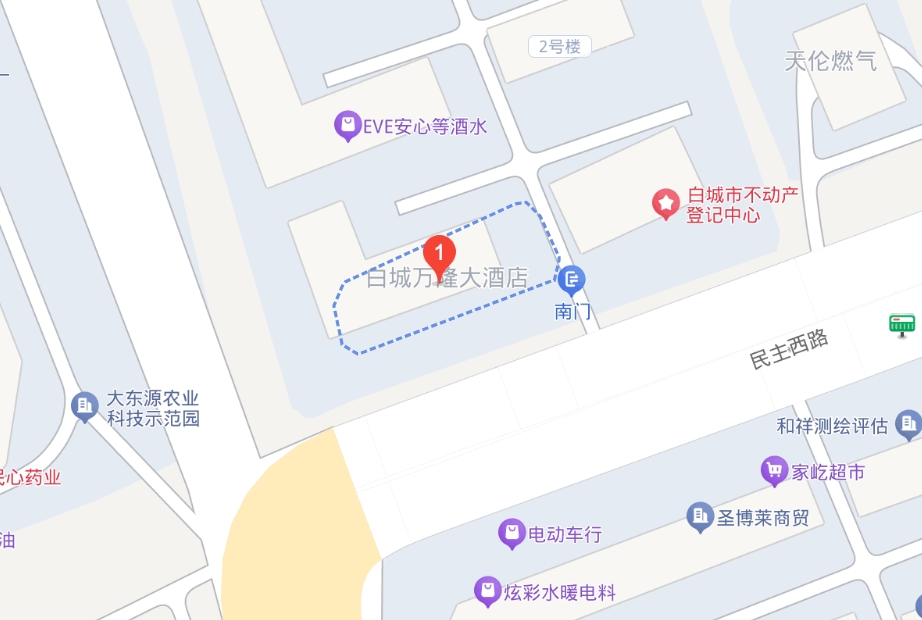 2号楼
天伦燃气
EVE安心等酒水
白城市不动产
登记中心
1
白城万隆大酒店
南门
民主西路
大东源农业
科技示范园
和祥测绘评估
家屹超市
心药业
圣博莱商贸
电动车行
油
炫彩水暖电料